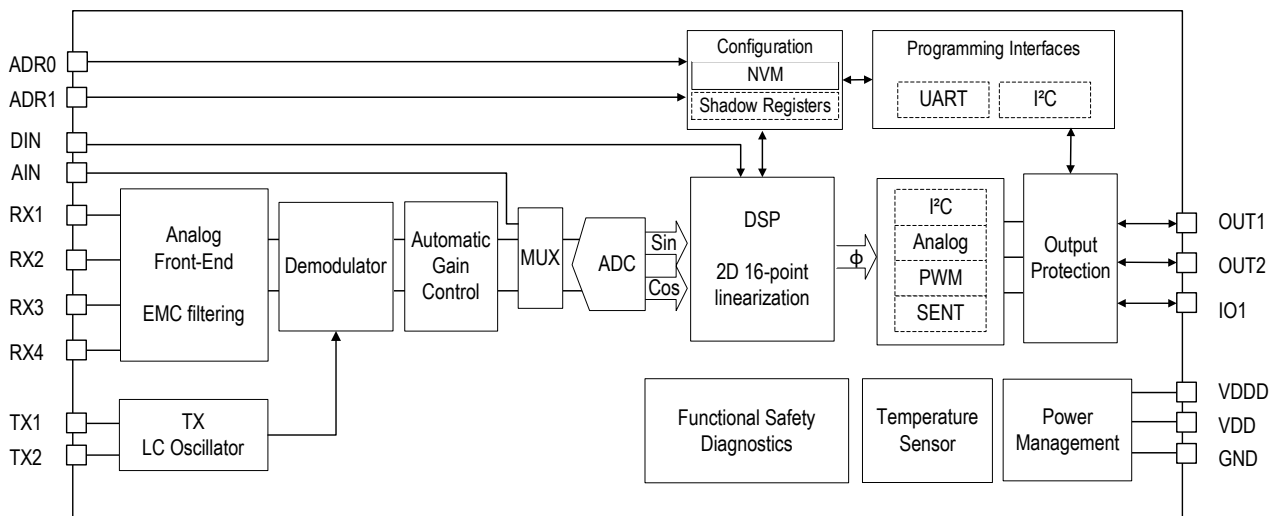 ADR0
ADR1
DIN
AIN
RX1
RX2
RX3
RX4
TX1
TX2
Configuration
NVM
Shadow Registers
Programming Interfaces
UART
I²C
Analog
Front-End
EMC filtering
Demodulator
Automatic
Gain
Control
MUX
ADC
Sin
Cos
DSP
2D 16-point
linearization
ϕ
I²C
Analog
PWM
SENT
Output
Protection
OUT1
OUT2
IO1
TX
LC Oscillator
Functional Safety
Diagnostics
Temperature
Sensor
Power
Management
VDDD
VDD
GND